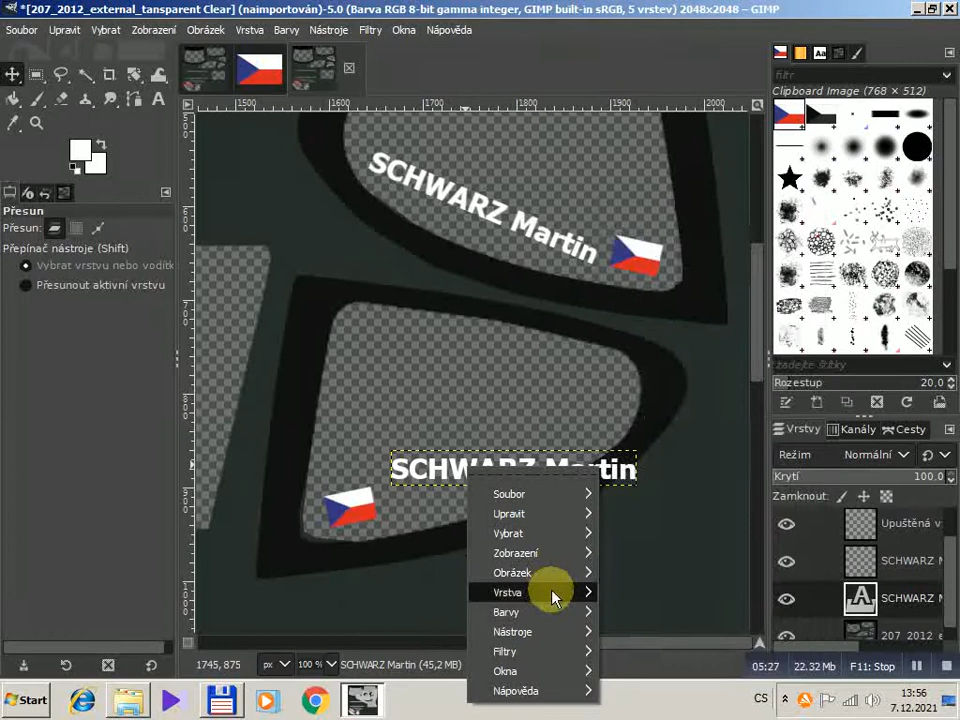 *[207_2012_external_tansparent Clear] (naimportován)-5.0 (Barva RGB 8-bit gamma integer, GIMP built-in sRGB, 5 vrstev) 2048x2048 – GIMP
Soubor Upravit Vybrat Zobrazení Obrázek Vrstva Barvy Nástroje Filtry Okna Nápověda
filtr
Clipboard Image (768 × 512)
1500 1600 1700 1800 1900 2000
Přesun
Přesun:
Přepínač nástroje (Shift)
Vybrat vrstvu nebo vodítk
Přesunout aktivní vrstvu
SCHWARZ Martin
SCHWARZ Martin
Soubor
Upravit
Vybrat
Zobrazení
Obrázek
Vrstva
Barvy
Nástroje
Filtry
Okna
Nápověda
zadejte štítky
Rozestup 20,0
Vrstvy Kanály Cesty
Režim Normální
Krytí 100,0
Zamknout:
Upuštěná v
SCHWARZ M
SCHWARZ M
207_2012 e
1745, 875 px 100 % SCHWARZ Martin (45,2 MB)
05:27 22.32 Mb F11: Stop
Start
CS
13:56
7.12.2021